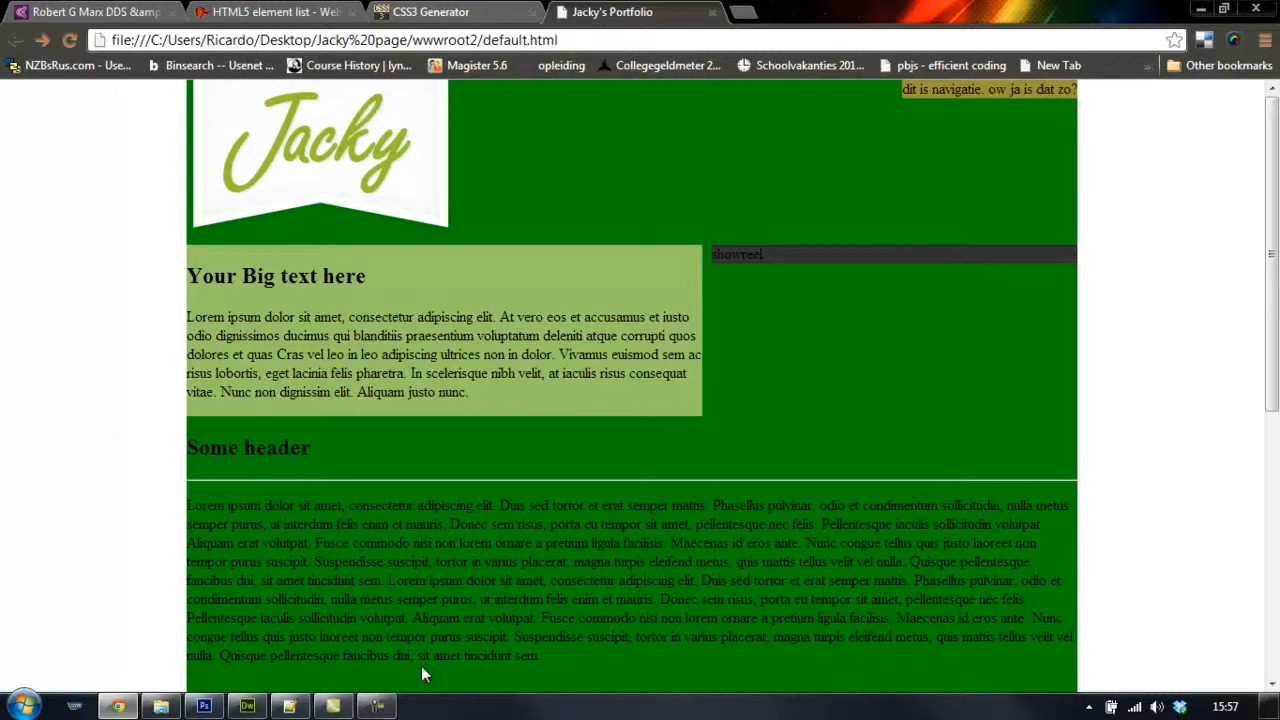 Robert G Marx DDS &amp
HTML5 element list - Web
CSS3 Generator
Jacky's Portfolio
file:///C:/Users/Ricardo/Desktop/Jacky%20page/wwwroot2/default.html
NZBsRus.com - Use...
Binsearch -- Usenet ...
Course History | lyn...
Magister 5.6
opleiding
Collegegeldmeter 2...
Schoolvakanties 201...
pbjs - efficient coding
New Tab
Other bookmarks
Jacky
dit is navigatie. ow ja is dat zo?
Your Big text here
Lorem ipsum dolor sit amet, consectetur adipiscing elit. At vero eos et accusamus et iusto
odio dignissimos ducimus qui blanditiis praesentium voluptatum deleniti atque corrupti quos
dolores et quas Cras vel leo in leo adipiscing ultrices non in dolor. Vivamus euismod sem ac
risus lobortis, eget lacinia felis pharetra. In scelerisque nibh velit, at iaculis risus consequat
vitae. Nunc non dignissim elit. Aliquam justo nunc.
showreel
Some header
Lorem ipsum dolor sit amet, consectetur adipiscing elit. Duis sed tortor et erat semper mattis. Phasellus pulvinar, odio et condimentum sollicitudin, nulla metus
semper purus, ut interdum felis enim et mauris. Donec sem risus, porta eu tempor sit amet, pellentesque nec felis. Pellentesque iaculis sollicitudin volutpat.
Aliquam erat volutpat. Fusce commodo nisi non lorem ornare a pretium ligula facilisis. Maecenas id eros ante. Nunc congue tellus quis justo laoreet non
tempor purus suscipit. Suspendisse suscipit, tortor in varius placerat, magna turpis eleifend metus, quis mattis tellus velit vel nulla. Quisque pellentesque
faucibus dui, sit amet tincidunt sem. Lorem ipsum dolor sit amet, consectetur adipiscing elit. Duis sed tortor et erat semper mattis. Phasellus pulvinar, odio et
condimentum sollicitudin, nulla metus semper purus, ut interdum felis enim et mauris. Donec sem risus, porta eu tempor sit amet, pellentesque nec felis.
Pellentesque iaculis sollicitudin volutpat. Aliquam erat volutpat. Fusce commodo nisi non lorem ornare a pretium ligula facilisis. Maecenas id eros ante. Nunc
congue tellus quis justo laoreet non tempor purus suscipit. Suspendisse suscipit, tortor in varius placerat, magna turpis eleifend metus, quis mattis tellus velit vel
nulla. Quisque pellentesque faucibus dui, sit amet tincidunt sem.
Ps
Dw
15:57